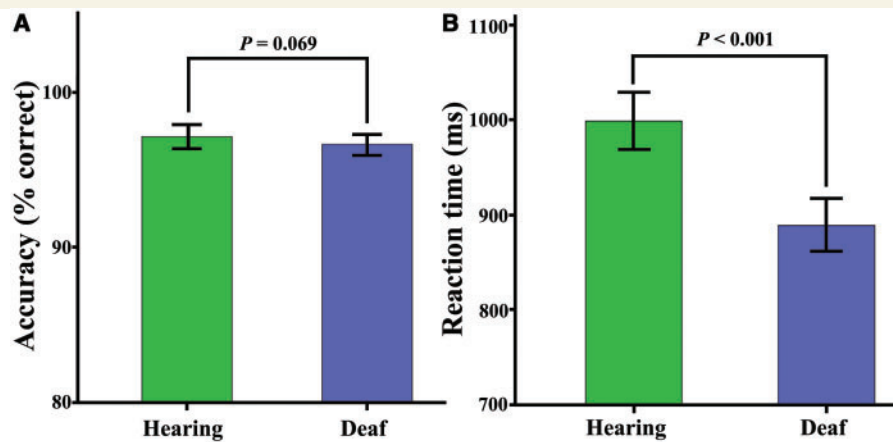 A
P = 0.069
Accuracy (% correct)
100
90
80
Hearing
Deaf
B
P < 0.001
Reaction time (ms)
1100
1000
900
800
700
Hearing
Deaf